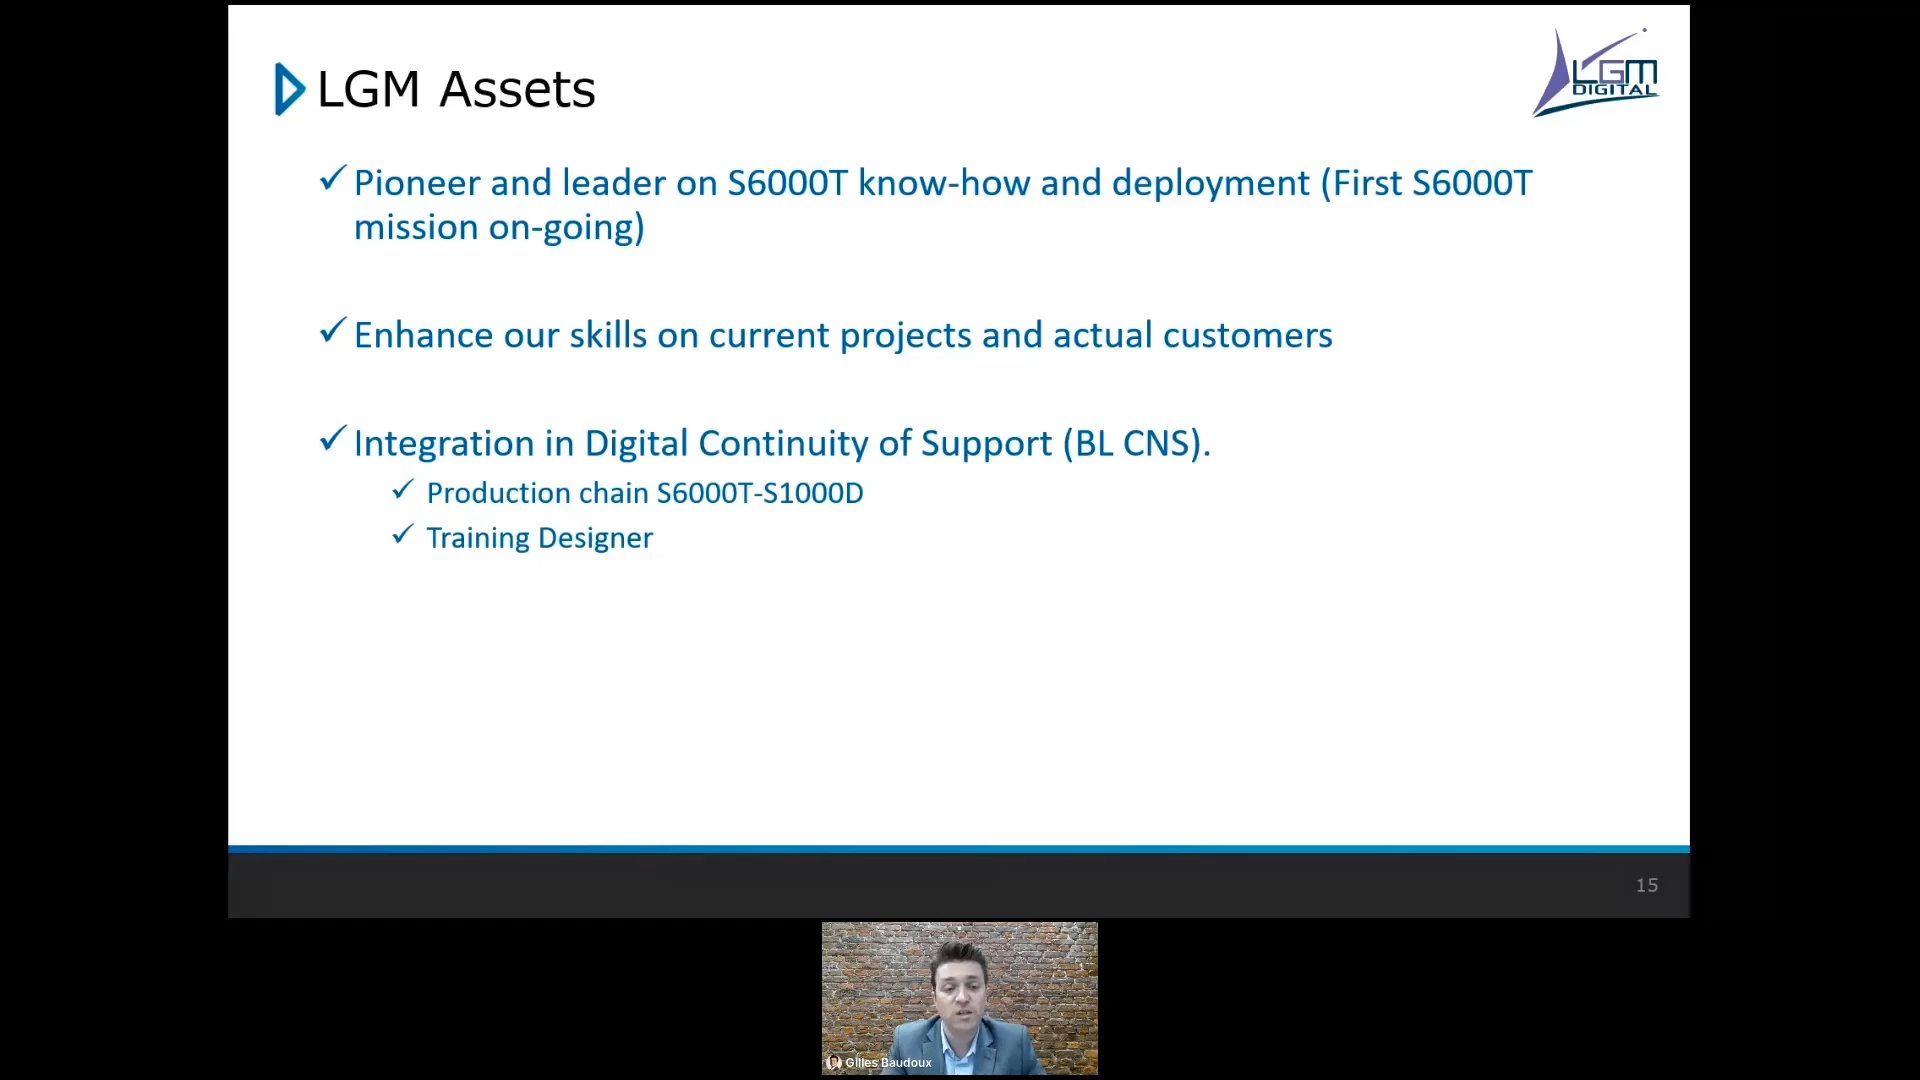 LGM Assets
LGM
DIGITAL
Pioneer and leader on S6000T know-how and deployment (First S6000T
mission on-going)
Enhance our skills on current projects and actual customers
Integration in Digital Continuity of Support (BL CNS).
Production chain S6000T-S1000D
Training Designer
15
Gilles Baudoux